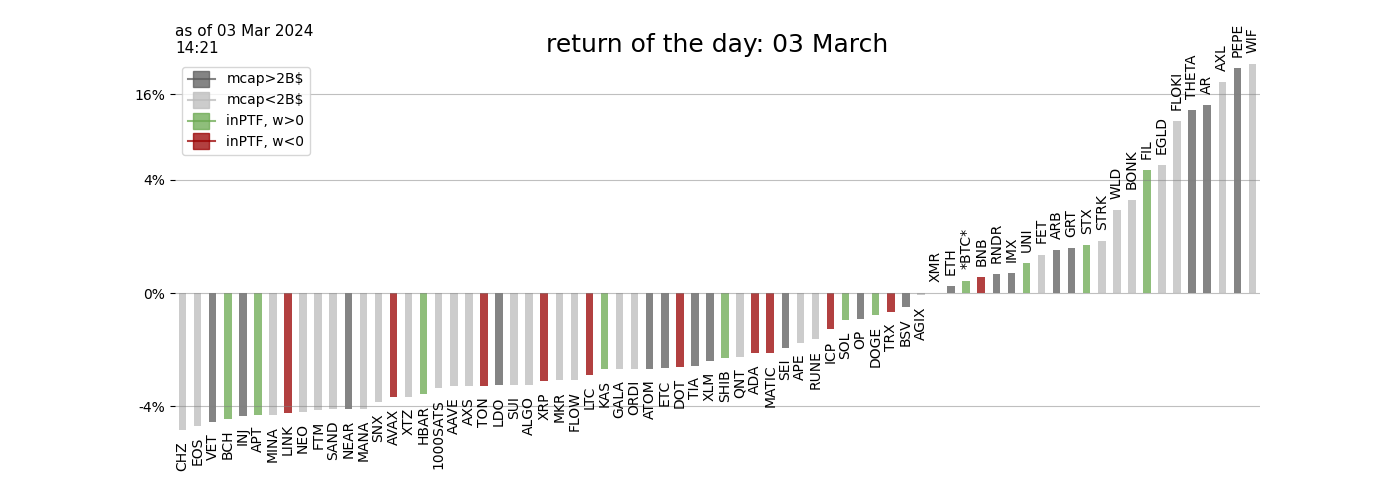 as of 03 Mar 2024
14:21
return of the day: 03 March
mcap>2B$
mcap<2B$
inPTF, w>0
inPTF, w<0
16%
4%
0%
-4%
CHZ
EOS
VET
BCH
INJ
APT
MINA
LINK
NEO
FTM
SAND
NEAR
MANA
SNX
AVAX
XTZ
HBAR
1000SATS
AAVE
AXS
TON
LDO
SUI
ALGO
XRP
MKR
FLOW
LTC
KAS
GALA
ORDI
ATOM
ETC
DOT
TIA
XLM
SHIB
QNT
ADA
MATIC
SEI
APE
RUNE
ICP
SOL
OP
DOGE
TRX
BSV
AGIX
XMR
ETH
*BTC*
BNB
RNDR
IMX
UNI
FET
ARB
GRT
STX
STRK
WLD
BONK
FIL
EGLD
FLOKI
THETA
AR
AXL
PEPE
WIF